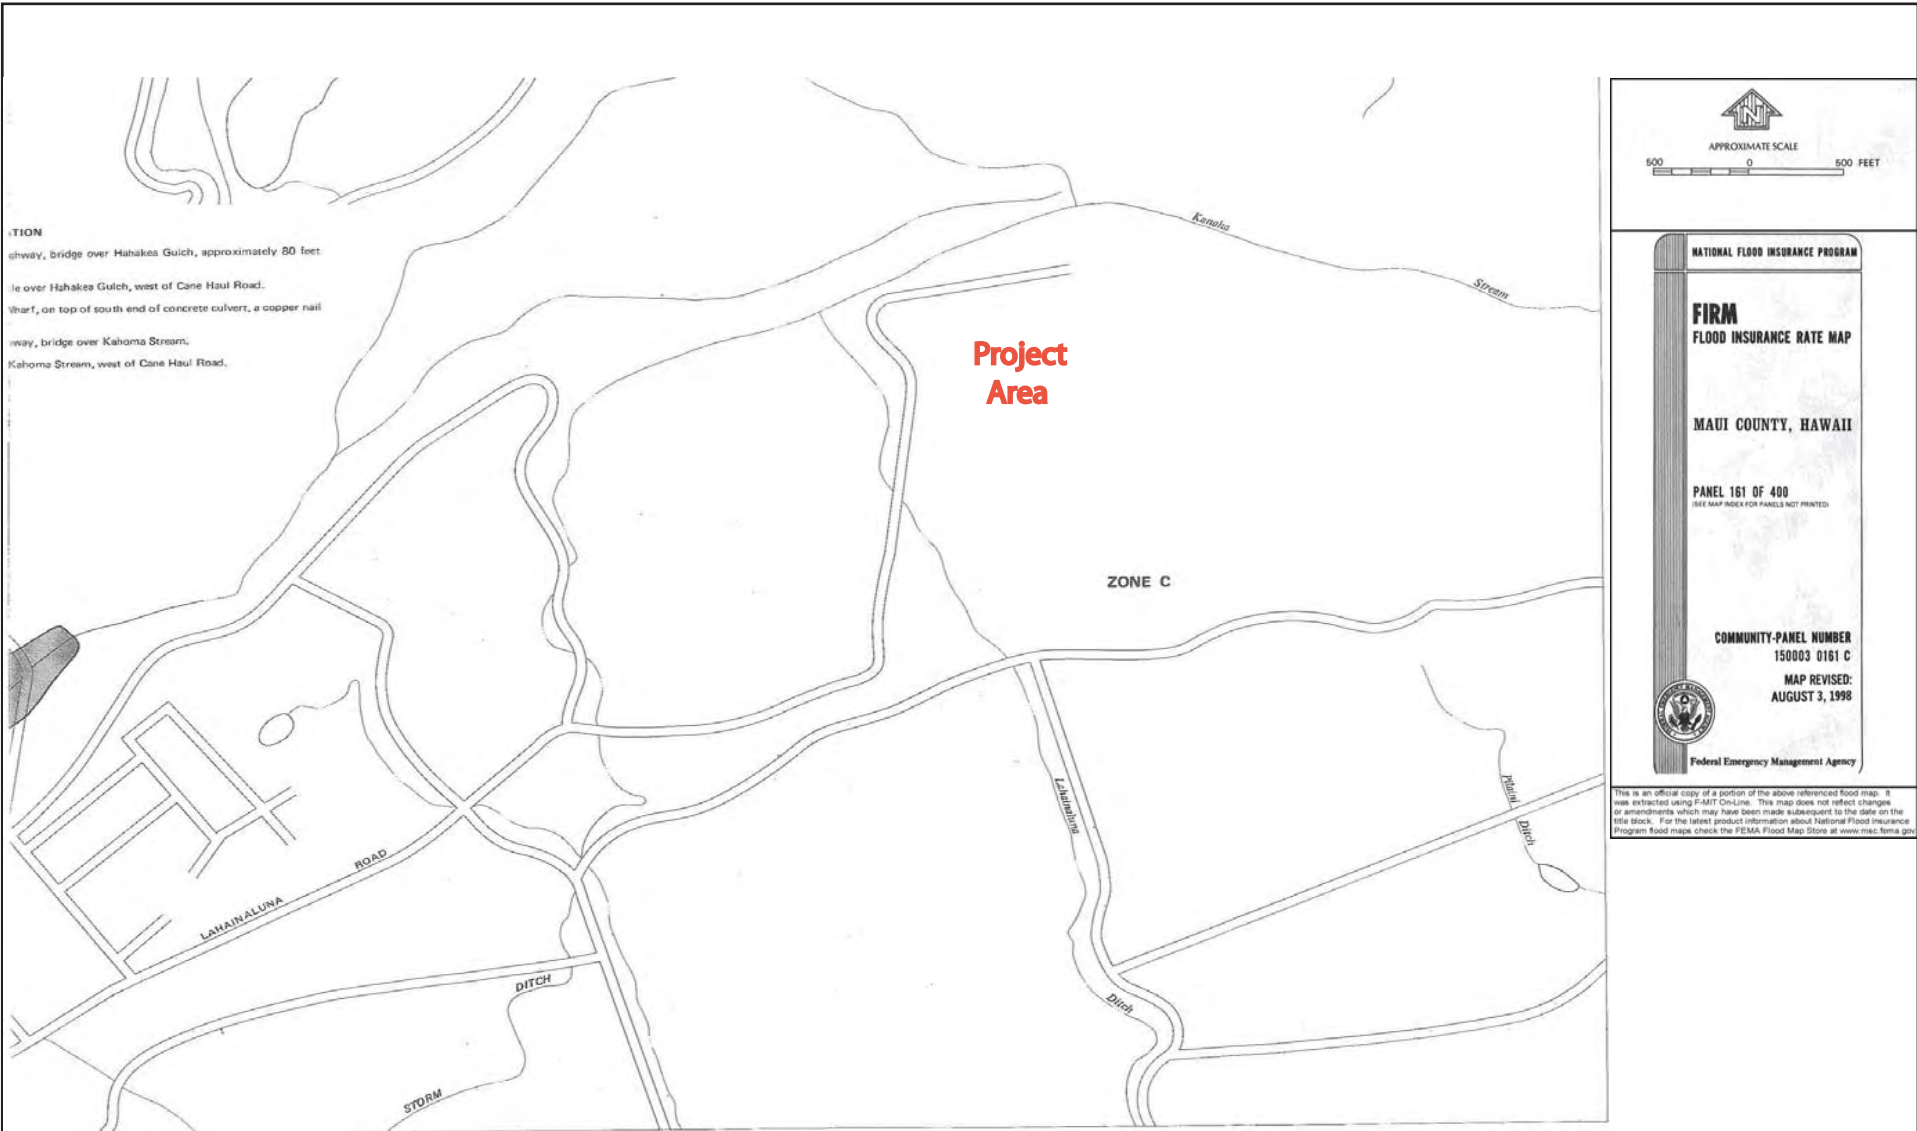 TION
ghway, bridge over Hahakea Gulch, approximately 80 feet
le over Hahakea Gulch, west of Cane Haul Road.
Wharf, on top of south end of concrete culvert, a copper nail
way, bridge over Kahoma Stream.
Kahoma Stream, west of Cane Haul Road.
Kanaka
Stream
Project
Area
ZONE C
Lahainaluna
Ditch
Piilani
Ditch
LAHAINALUNA
ROAD
STORM
DITCH
N
APPROXIMATE SCALE
500 0 500 FEET
NATIONAL FLOOD INSURANCE PROGRAM
FIRM
FLOOD INSURANCE RATE MAP
MAUI COUNTY, HAWAII
PANEL 161 OF 400
(SEE MAP INDEX FOR PANELS NOT PRINTED)
COMMUNITY-PANEL NUMBER
150003 0161 C
MAP REVISED:
AUGUST 3, 1998
Federal Emergency Management Agency
This is an official copy of a portion of the above referenced flood map. It
was extracted using F-MIT On-Line. This map does not reflect changes
or amendments which may have been made subsequent to the date on the
title block. For the latest product information about National Flood Insurance
Program flood maps check the FEMA Flood Map Store at www.msc.fema.gov